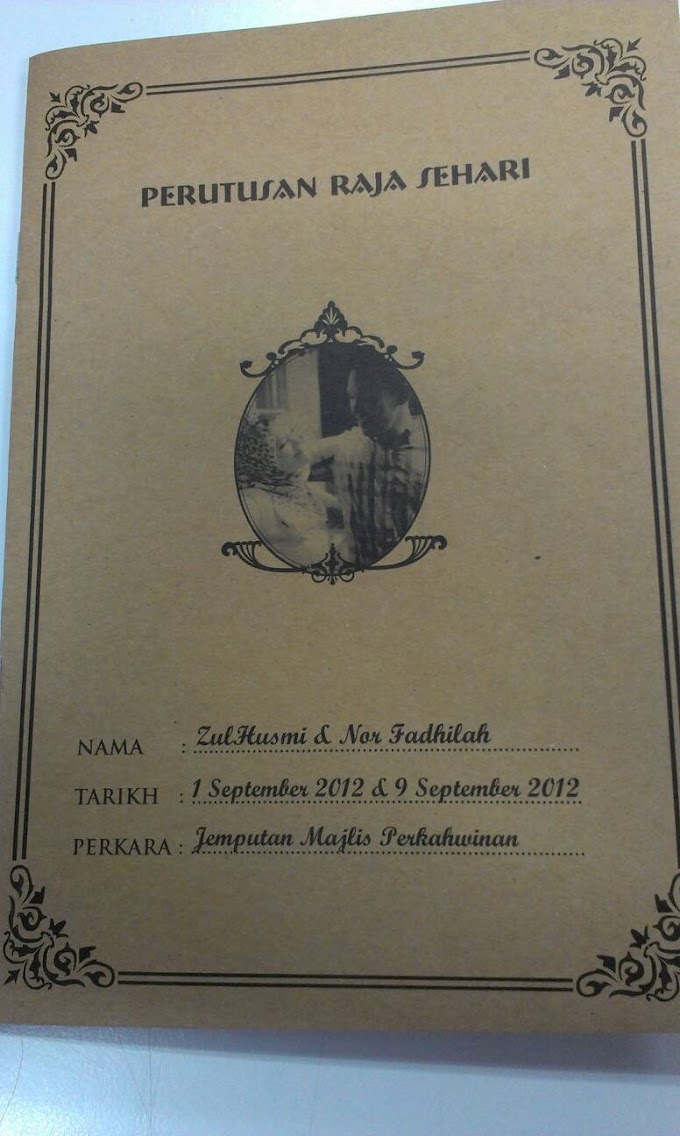 PERUTUSAN RAJA SEHARI
NAMA : ZulHusmi & Nor Fadhilah
TARIKH : 1 September 2012 & 9 September 2012
PERKARA : Jemputan Majlis Perkahwinan